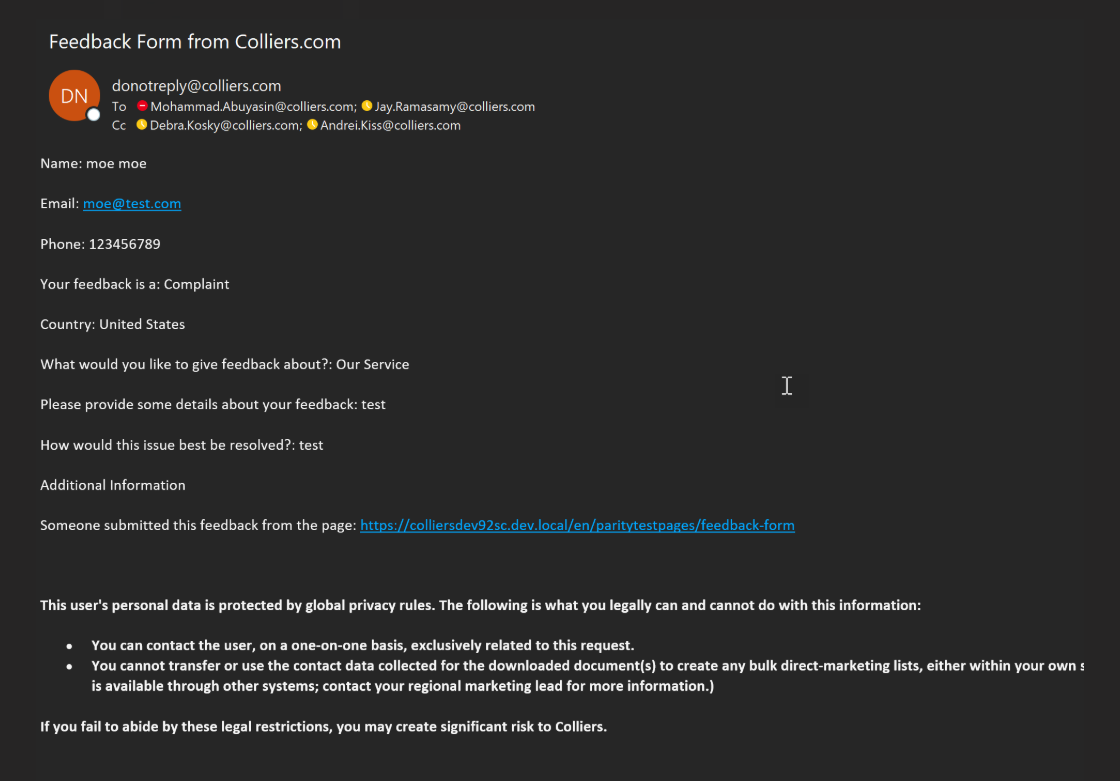 Feedback Form from Colliers.com
DN
donotreply@colliers.com
To Mohammad.Abuyasin@colliers.com; Jay.Ramasamy@colliers.com
Cc Debra.Kosky@colliers.com; Andrei.Kiss@colliers.com
Name: moe moe
Email: moe@test.com
Phone: 123456789
Your feedback is a: Complaint
Country: United States
What would you like to give feedback about?: Our Service
Please provide some details about your feedback: test
How would this issue best be resolved?: test
Additional Information
Someone submitted this feedback from the page: https://colliersdev92sc.dev.local/en/paritytestpages/feedback-form
This user's personal data is protected by global privacy rules. The following is what you legally can and cannot do with this information:
• You can contact the user, on a one-on-one basis, exclusively related to this request.
• You cannot transfer or use the contact data collected for the downloaded document(s) to create any bulk direct-marketing lists, either within your own
is available through other systems; contact your regional marketing lead for more information.)
If you fail to abide by these legal restrictions, you may create significant risk to Colliers.